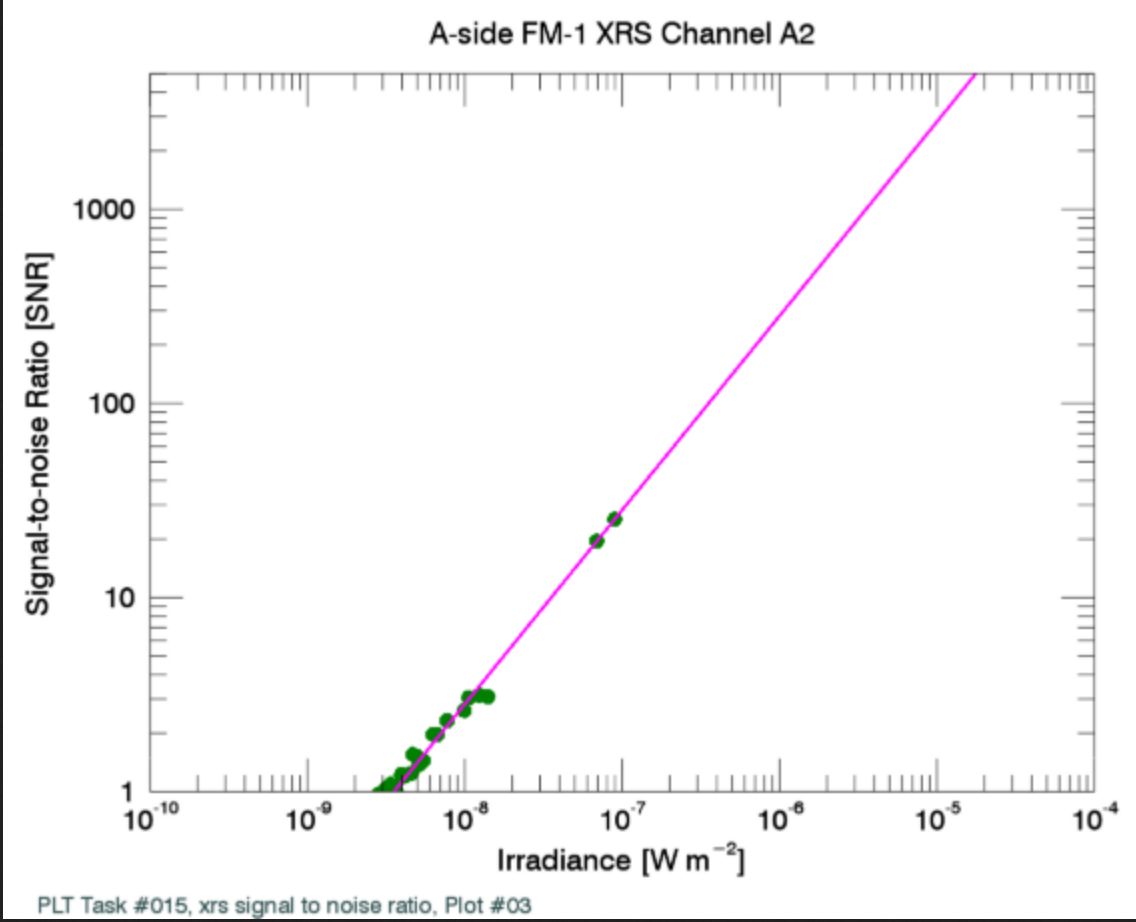 A-side FM-1 XRS Channel A2
Signal-to-noise Ratio [SNR]
1000
100
10
1
10⁻¹⁰ 10⁻⁹ 10⁻⁸ 10⁻⁷ 10⁻⁶ 10⁻⁵ 10⁻⁴
Irradiance [W m⁻²]
PLT Task #015, xrs signal to noise ratio, Plot #03